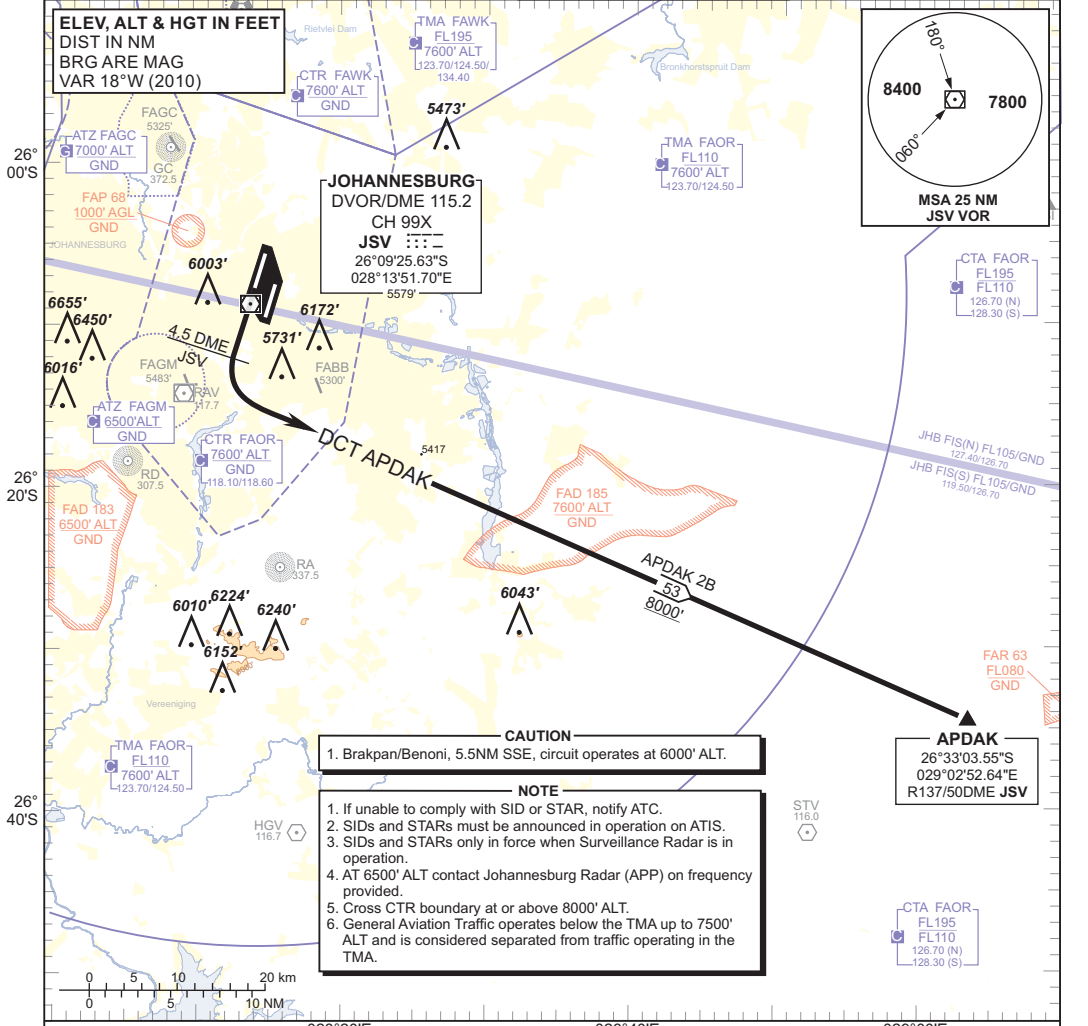 ELEV, ALT & HGT IN FEET
DIST IN NM
BRG ARE MAG
VAR 18°W (2010)
Rietvlei Dam
TMA FAWK
FL195
7600' ALT
123.70/124.50/
134.40
Bronkhorstspruit Dam
180°
8400
7800
060°
MSA 25 NM
JSV VOR
CTR FAWK
C 7600' ALT
GND
5473'
FAGC
5325'
ATZ FAGC
G 7000' ALT
GND
GC
372.5
26°
00'S
TMA FAOR
FL110
C 7600' ALT
123.70/124.50
FAP 68
1000' AGL
GND
JOHANNESBURG
JOHANNESBURG
DVOR/DME 115.2
CH 99X
JSV
26°09'25.63"S
028°13'51.70"E
5579'
CTA FAOR
FL195
C FL110
126.70 (N)
128.30 (S)
6003'
6655'
6450'
6172'
5731'
6016'
4.5 DME
JSV
FAGM
5483'
RAV
117.7
FABB
5300'
ATZ FAGM
C 6500'ALT
GND
CTR FAOR
C 7600' ALT
GND
118.10/118.60
DCT APDAK
5417
JHB FIS(N) FL105/GND
127.40/126.70
JHB FIS(S) FL105/GND
119.50/126.70
26°
20'S
RD
307.5
FAD 183
6500' ALT
GND
FAD 185
7600' ALT
GND
RA
337.5
APDAK 2B
53
8000'
6010'
6224'
6240'
6152'
6043'
Vereeniging
FAR 63
FL080
GND
APDAK
26°33'03.55"S
029°02'52.64"E
R137/50DME JSV
TMA FAOR
FL110
C 7600' ALT
123.70/124.50
CAUTION
1. Brakpan/Benoni, 5.5NM SSE, circuit operates at 6000' ALT.
NOTE
1. If unable to comply with SID or STAR, notify ATC.
2. SIDs and STARs must be announced in operation on ATIS.
3. SIDs and STARs only in force when Surveillance Radar is in
operation.
4. AT 6500' ALT contact Johannesburg Radar (APP) on frequency
provided.
5. Cross CTR boundary at or above 8000' ALT.
6. General Aviation Traffic operates below the TMA up to 7500'
ALT and is considered separated from traffic operating in the
TMA.
26°
40'S
HGV
116.7
STV
116.0
CTA FAOR
FL195
C FL110
126.70 (N)
128.30 (S)
0 5 10 20 km
0 5 10 NM